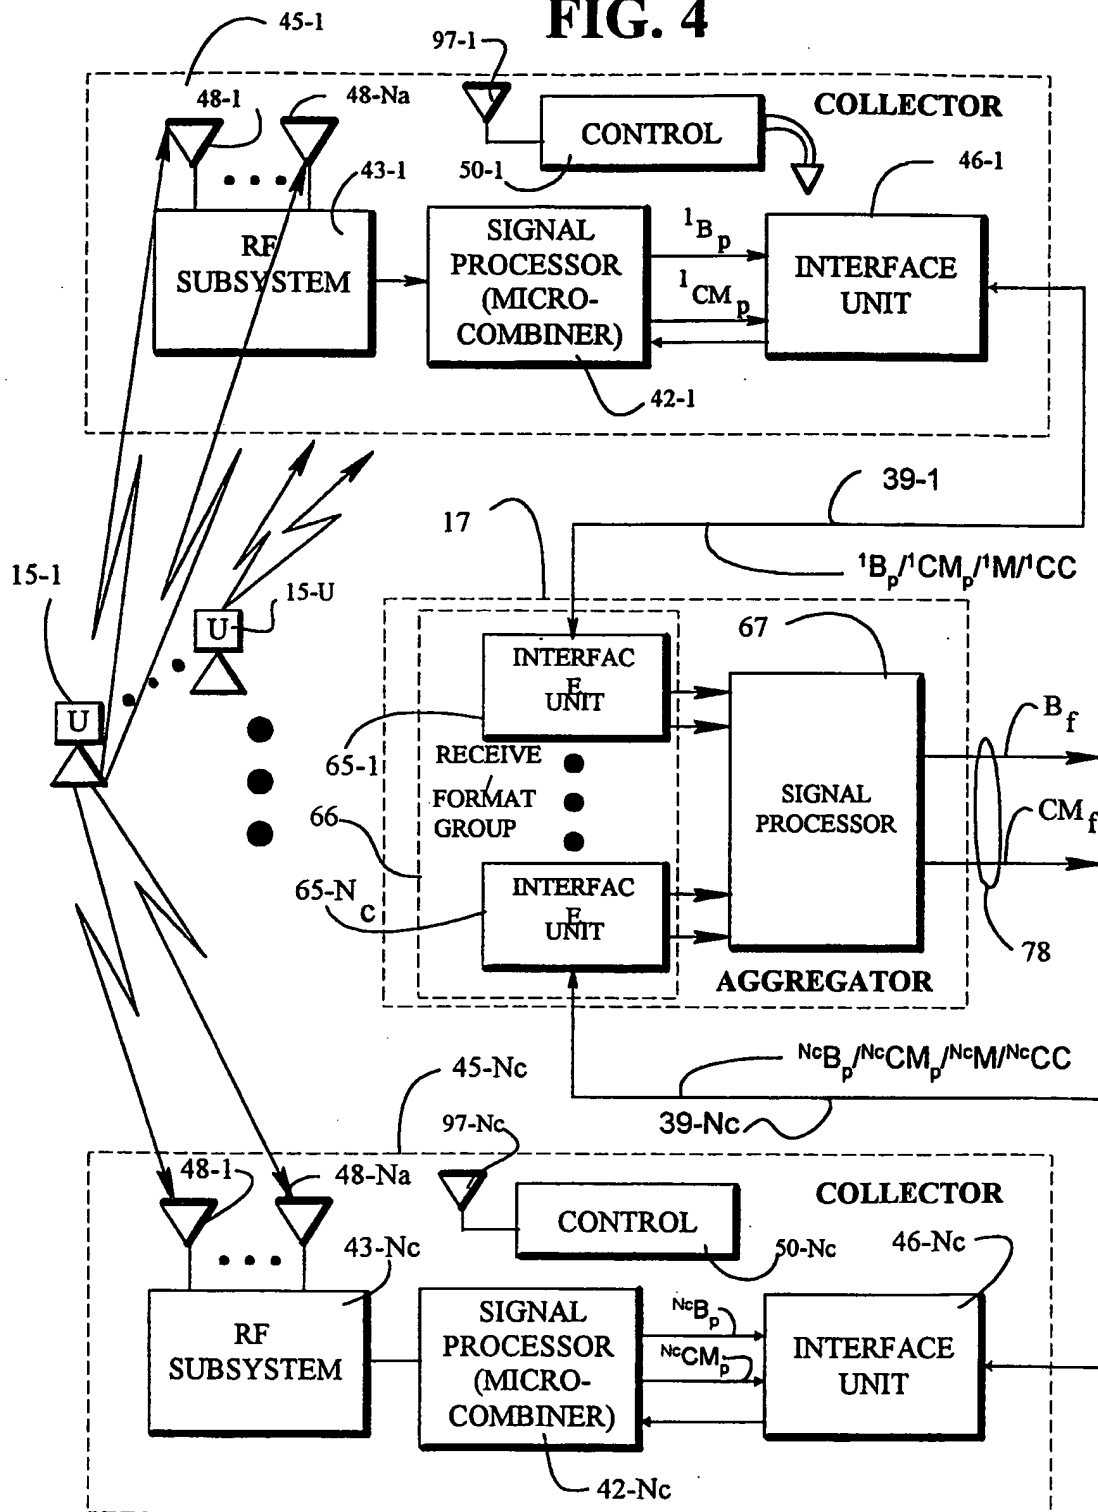 FIG. 4
45-1
97-1
48-1
48-Na
COLLECTOR
CONTROL
43-1
50-1
46-1
RF
SUBSYSTEM
SIGNAL
PROCESSOR
(MICRO-
COMBINER)
¹Bₚ
¹CMₚ
INTERFACE
UNIT
42-1
39-1
17
¹Bₚ/¹CMₚ/¹M/¹CC
15-1
15-U
U
U
67
INTERFAC
E
UNIT
65-1
RECEIVE
FORMAT
GROUP
66
SIGNAL
PROCESSOR
B_f
CM_f
65-N_c
INTERFAC
E
UNIT
78
AGGREGATOR
ᴺᶜBₚ/ᴺᶜCMₚ/ᴺᶜM/ᴺᶜCC
45-Nc
39-Nc
97-Nc
48-1
48-Na
COLLECTOR
CONTROL
43-Nc
50-Nc
46-Nc
RF
SUBSYSTEM
SIGNAL
PROCESSOR
(MICRO-
COMBINER)
ᴺᶜBₚ
ᴺᶜCMₚ
INTERFACE
UNIT
42-Nc